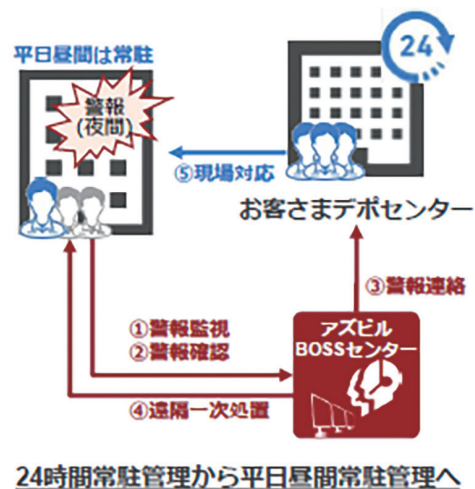 平日昼間は常駐
警報
(夜間)
24
⑤現場対応
お客さまデポセンター
③警報連絡
①警報監視
②警報確認
アズビル
BOSSセンター
④遠隔一次処置
24時間常駐管理から平日昼間常駐管理へ